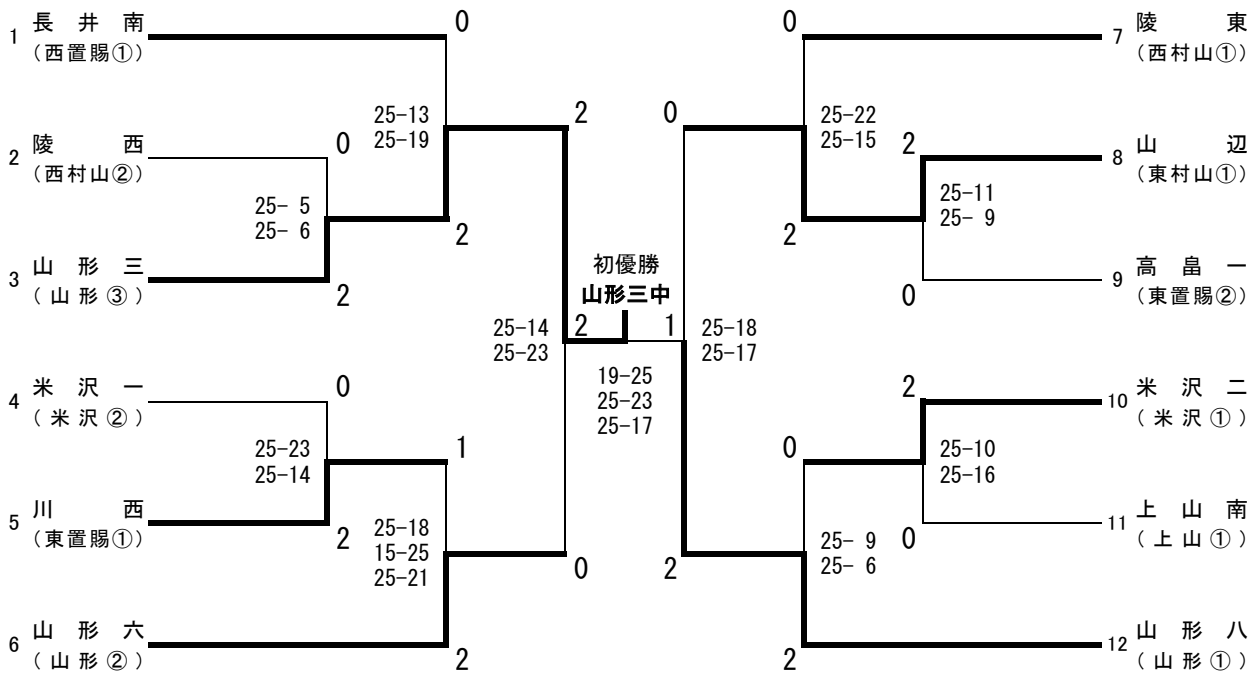 1 長井南 0
(西置賜①)
25-13
25-19
2
2 陵西 0
(西村山②)
25- 5
25- 6
2
3 山形三 2
(山形③)
初優勝
山形三中
25-14
25-23
2 1
19-25
25-23
25-17
4 米沢一 0
(米沢②)
25-23
25-14
1
5 川西 2
(東置賜①)
25-18
15-25
25-21
0
6 山形六 2
(山形②)
0 7 陵東
(西村山①)
0
25-22
25-15
2 8 山辺
(東村山①)
25-11
25- 9
2
0 9 高畠一
(東置賜②)
25-18
25-17
2 10 米沢二
(米沢①)
0
25-10
25-16
0 11 上山南
(上山①)
25- 9
25- 6
2
2 12 山形八
(山形①)